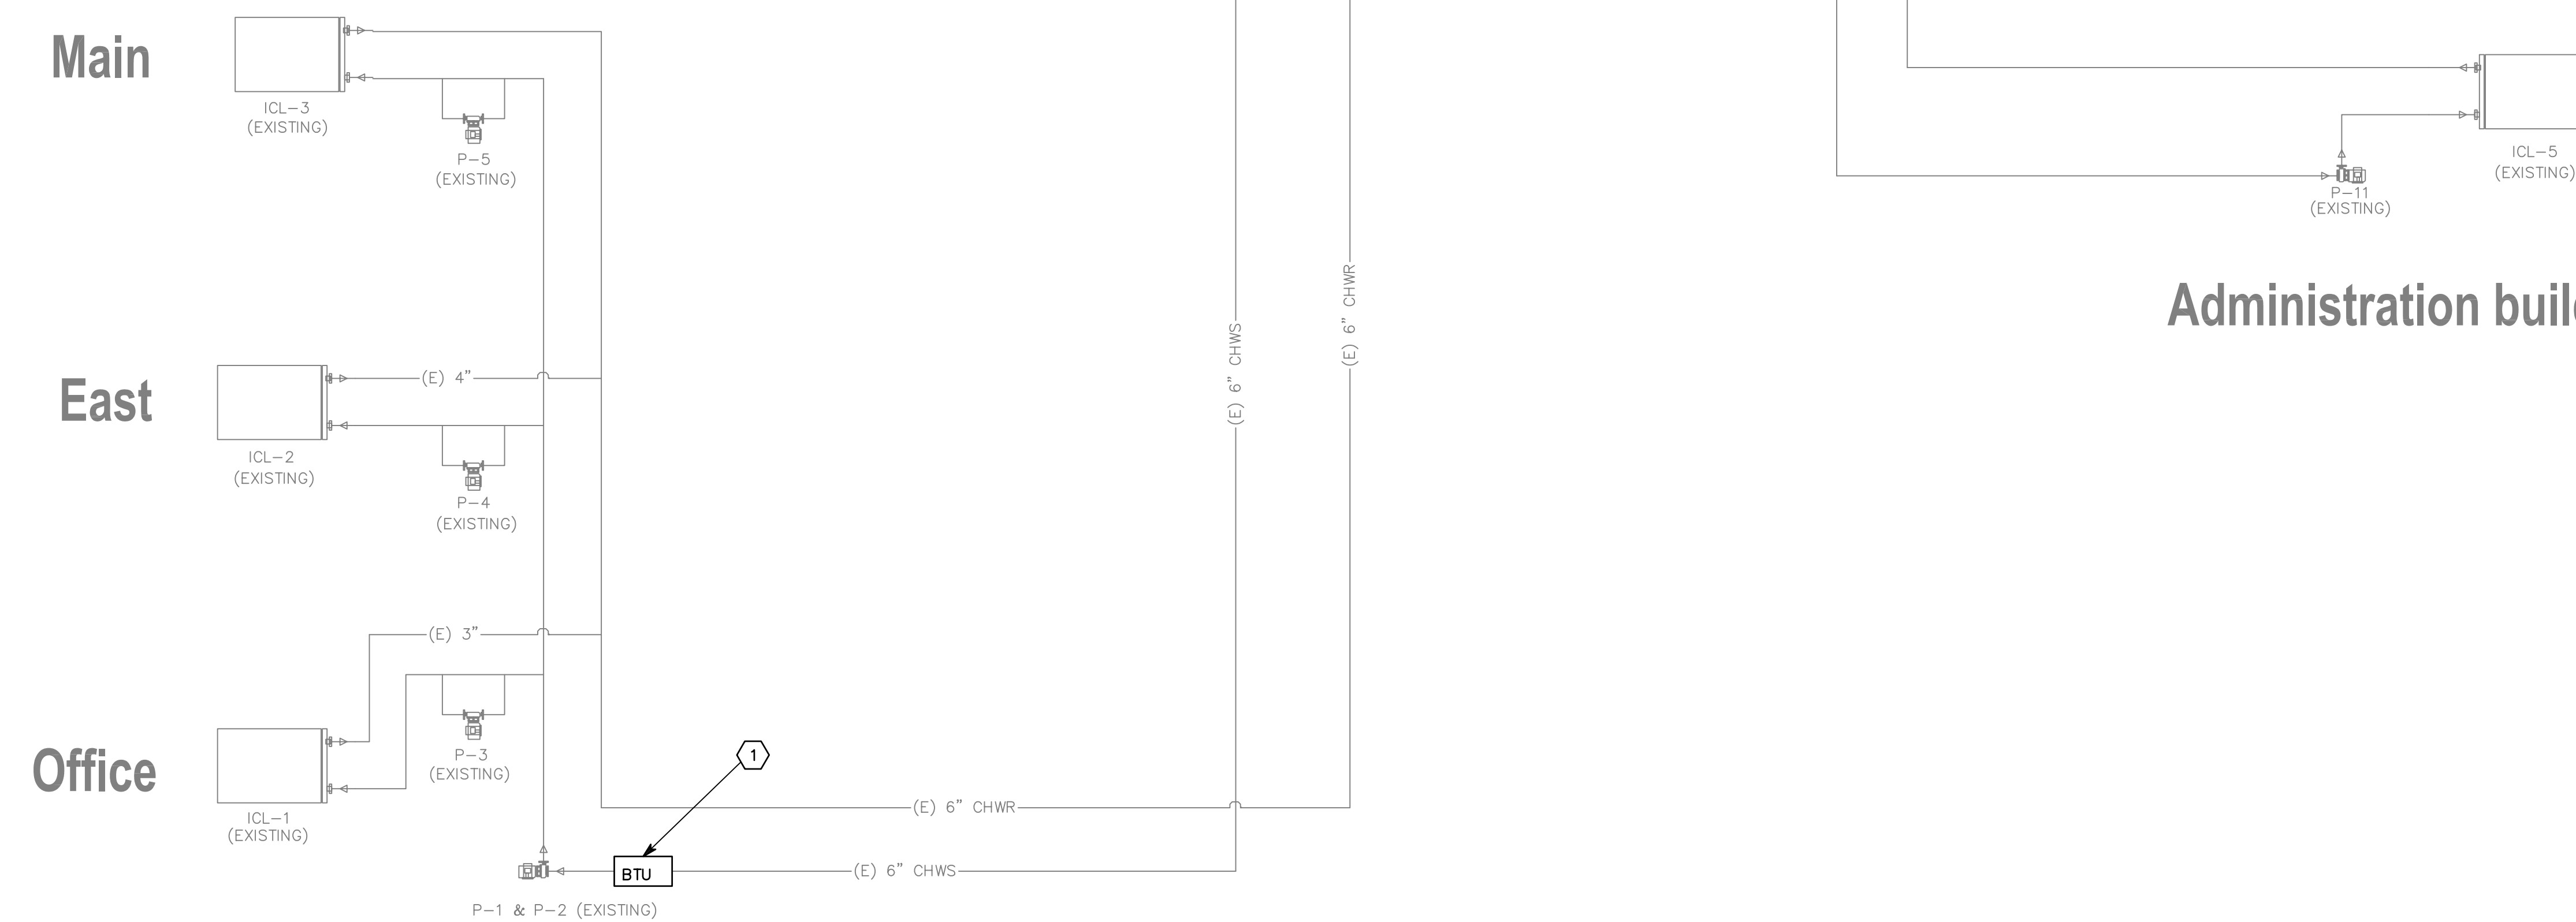 Main
ICL-3
(EXISTING)
P-5
(EXISTING)
ICL-5
(EXISTING)
P-11
(EXISTING)
(E) 6" CHWS
(E) 6" CHWR
Administration
East
(E) 4"
ICL-2
(EXISTING)
P-4
(EXISTING)
(E) 3"
Office
P-3
(EXISTING)
1
ICL-1
(EXISTING)
(E) 6" CHWR
BTU
(E) 6" CHWS
P-1 & P-2 (EXISTING)